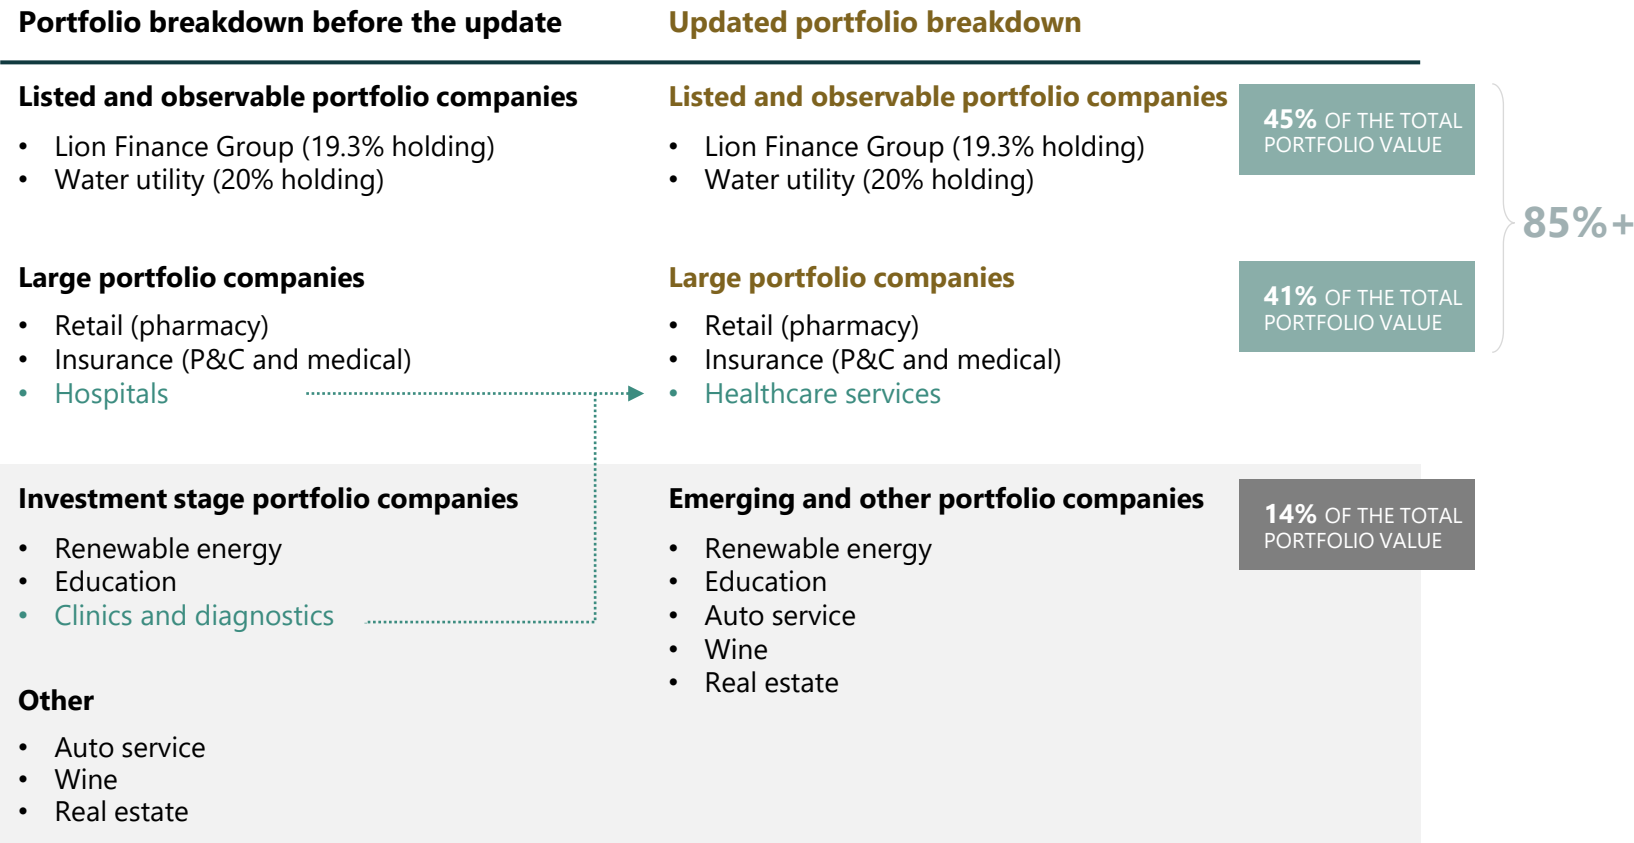 Portfolio breakdown before the update
Updated portfolio breakdown
Listed and observable portfolio companies
• Lion Finance Group (19.3% holding)
• Water utility (20% holding)
Listed and observable portfolio companies
• Lion Finance Group (19.3% holding)
• Water utility (20% holding)
45% OF THE TOTAL
PORTFOLIO VALUE
85%+
Large portfolio companies
• Retail (pharmacy)
• Insurance (P&C and medical)
• Hospitals
Large portfolio companies
• Retail (pharmacy)
• Insurance (P&C and medical)
• Healthcare services
41% OF THE TOTAL
PORTFOLIO VALUE
Investment stage portfolio companies
• Renewable energy
• Education
• Clinics and diagnostics
Other
• Auto service
• Wine
• Real estate
Emerging and other portfolio companies
• Renewable energy
• Education
• Auto service
• Wine
• Real estate
14% OF THE TOTAL
PORTFOLIO VALUE